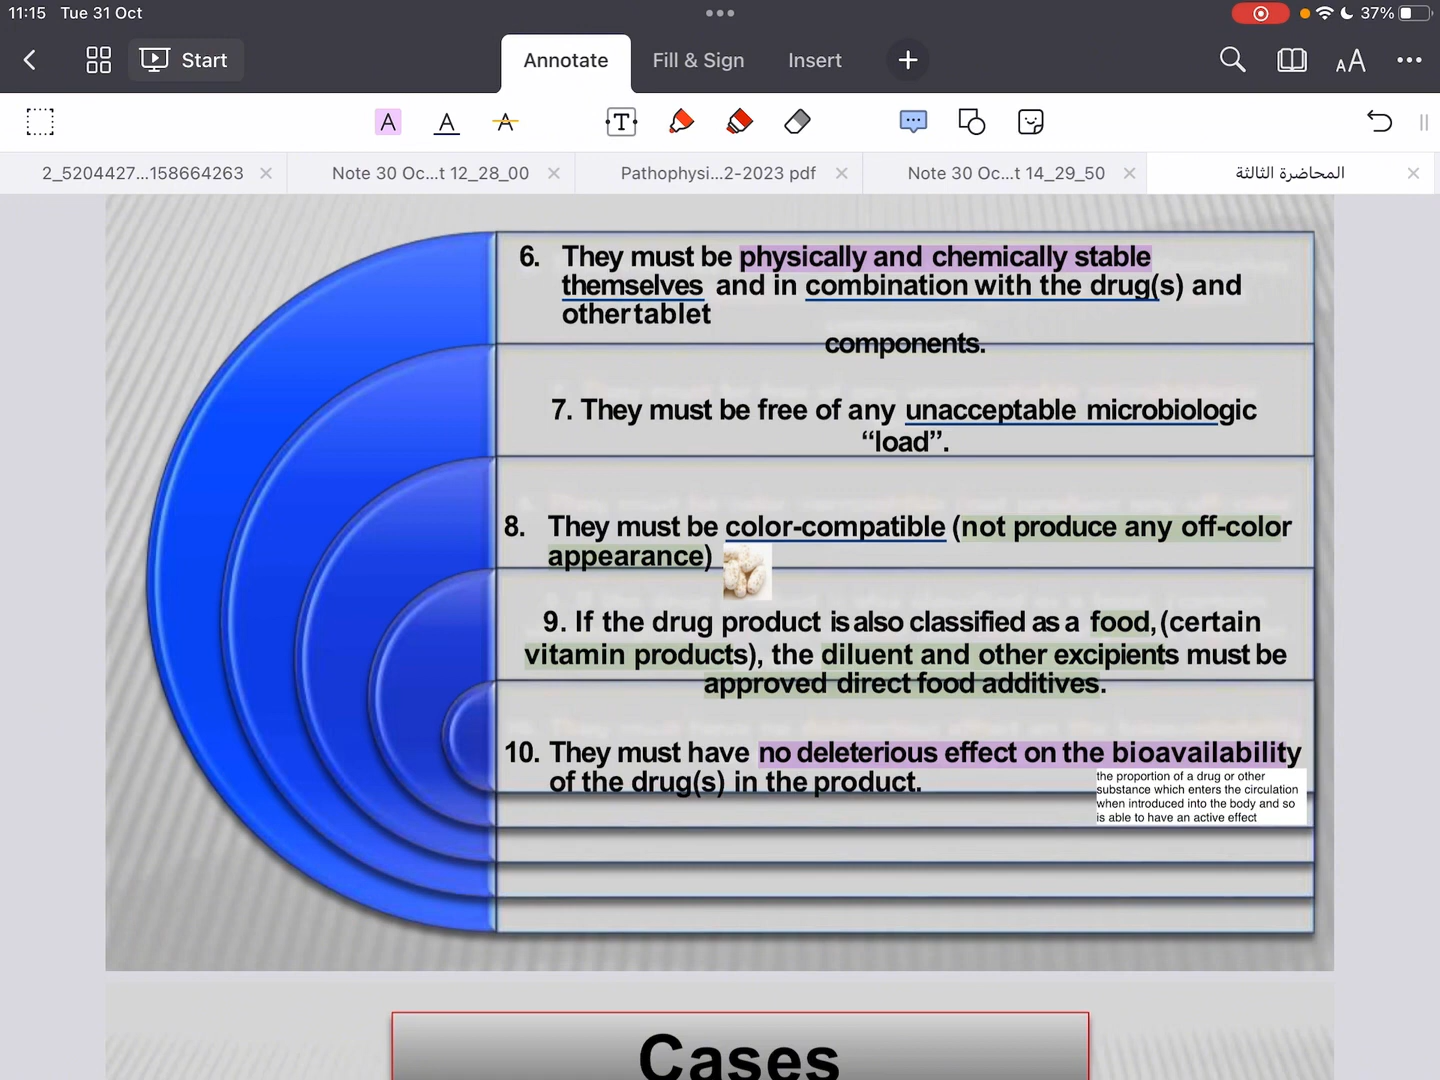 11:15 Tue 31 Oct
37%
Start
Annotate
Fill & Sign
Insert
AA
A
A
A
T
2_5204427...158664263
Note 30 Oc...t 12_28_00
Pathophysi...2-2023 pdf
Note 30 Oc...t 14_29_50
المحاضرة الثالثة
6. They must be physically and chemically stable
themselves and in combination with the drug(s) and
other tablet
components.
7. They must be free of any unacceptable microbiologic
“load”.
8. They must be color-compatible (not produce any off-color
appearance)
9. If the drug product is also classified as a food, (certain
vitamin products), the diluent and other excipients must be
approved direct food additives.
10. They must have no deleterious effect on the bioavailability
of the drug(s) in the product.
the proportion of a drug or other
substance which enters the circulation
when introduced into the body and so
is able to have an active effect
Cases